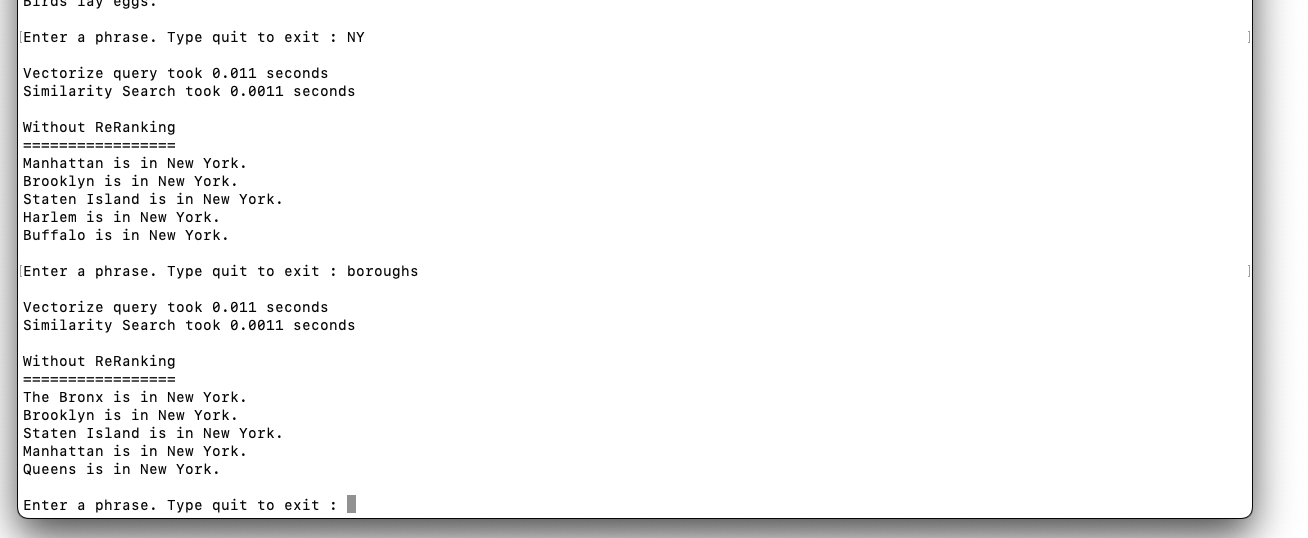 Birds lay eggs.
[Enter a phrase. Type quit to exit : NY ]
Vectorize query took 0.011 seconds
Similarity Search took 0.0011 seconds
Without ReRanking
=================
Manhattan is in New York.
Brooklyn is in New York.
Staten Island is in New York.
Harlem is in New York.
Buffalo is in New York.
[Enter a phrase. Type quit to exit : boroughs ]
Vectorize query took 0.011 seconds
Similarity Search took 0.0011 seconds
Without ReRanking
=================
The Bronx is in New York.
Brooklyn is in New York.
Staten Island is in New York.
Manhattan is in New York.
Queens is in New York.
Enter a phrase. Type quit to exit :